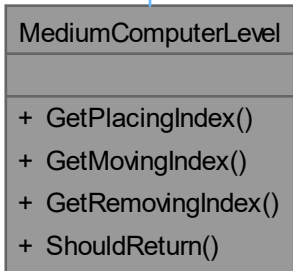 MediumComputerLevel
+ GetPlacingIndex()
+ GetMovingIndex()
+ GetRemovingIndex()
+ ShouldReturn()